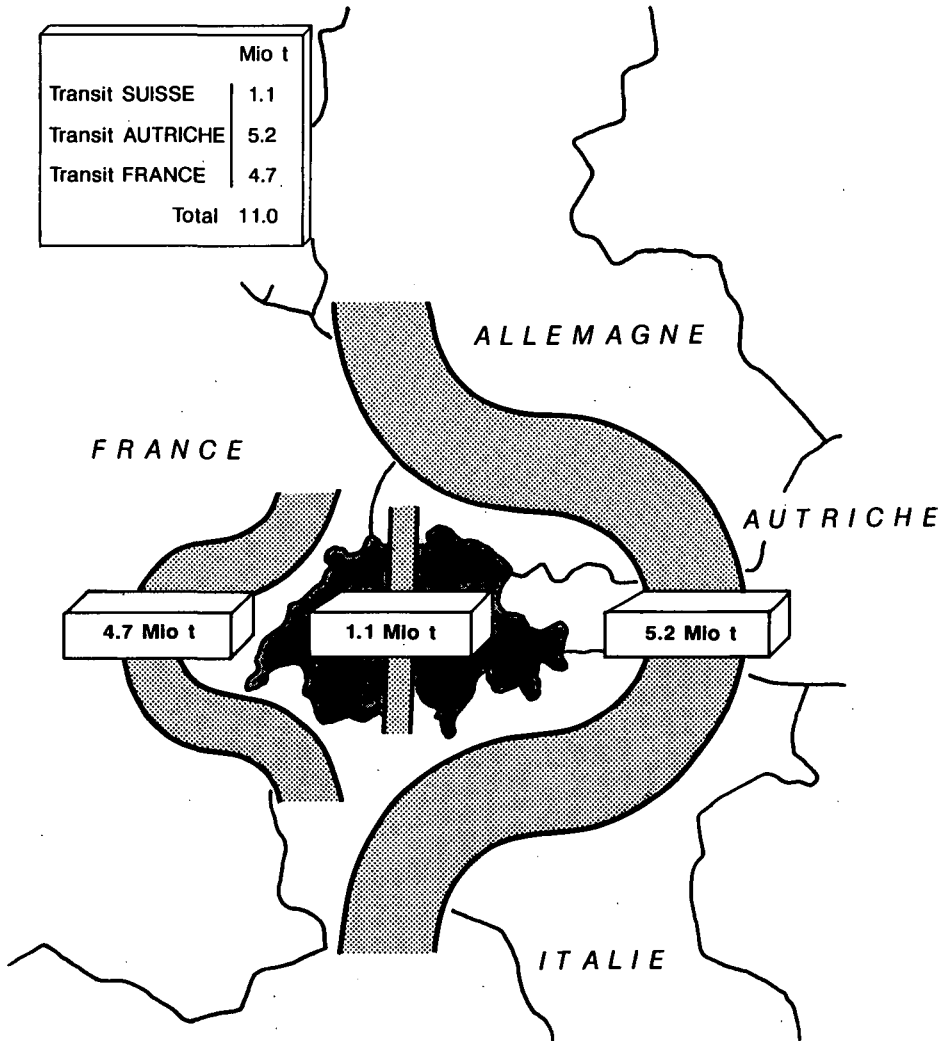 Mio t
Transit SUISSE 1.1
Transit AUTRICHE 5.2
Transit FRANCE 4.7
Total 11.0
ALLEMAGNE
FRANCE
AUTRICHE
4.7 Mio t
1.1 Mio t
5.2 Mio t
ITALIE